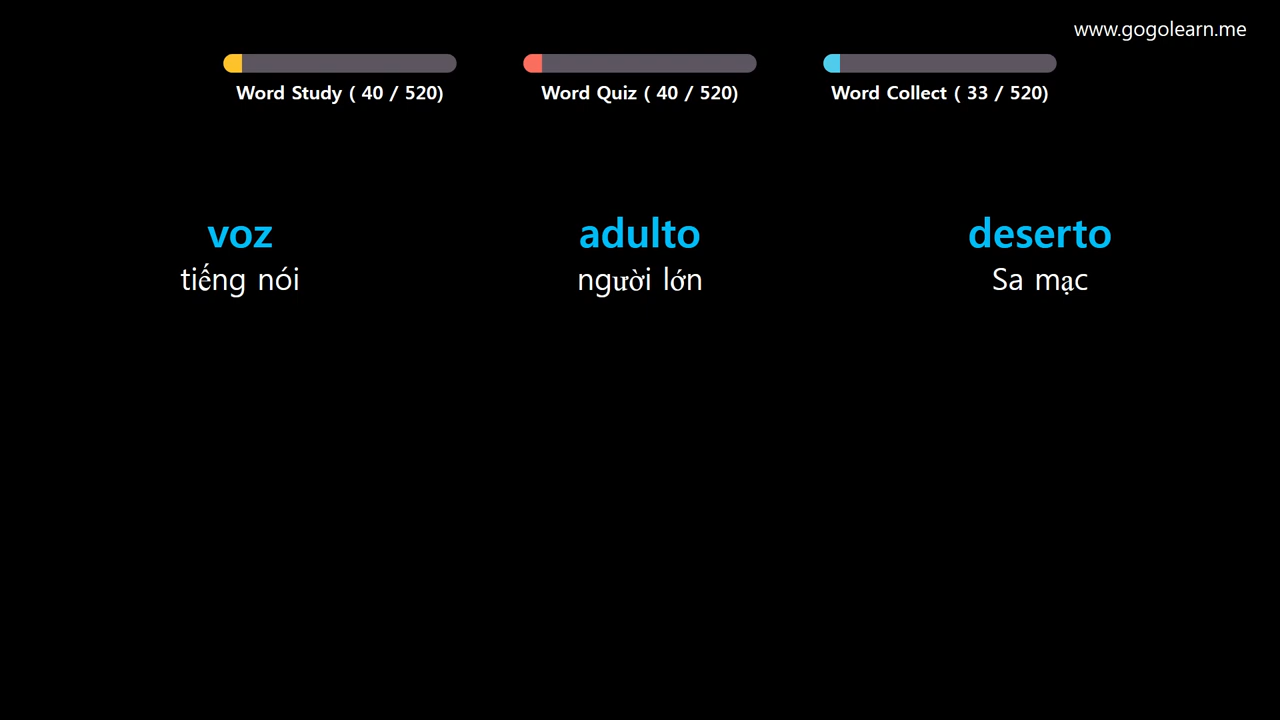 www.gogolearn.me
Word Study ( 40 / 520)
Word Quiz ( 40 / 520)
Word Collect ( 33 / 520)
voz
tiếng nói
adulto
người lớn
deserto
Sa mạc